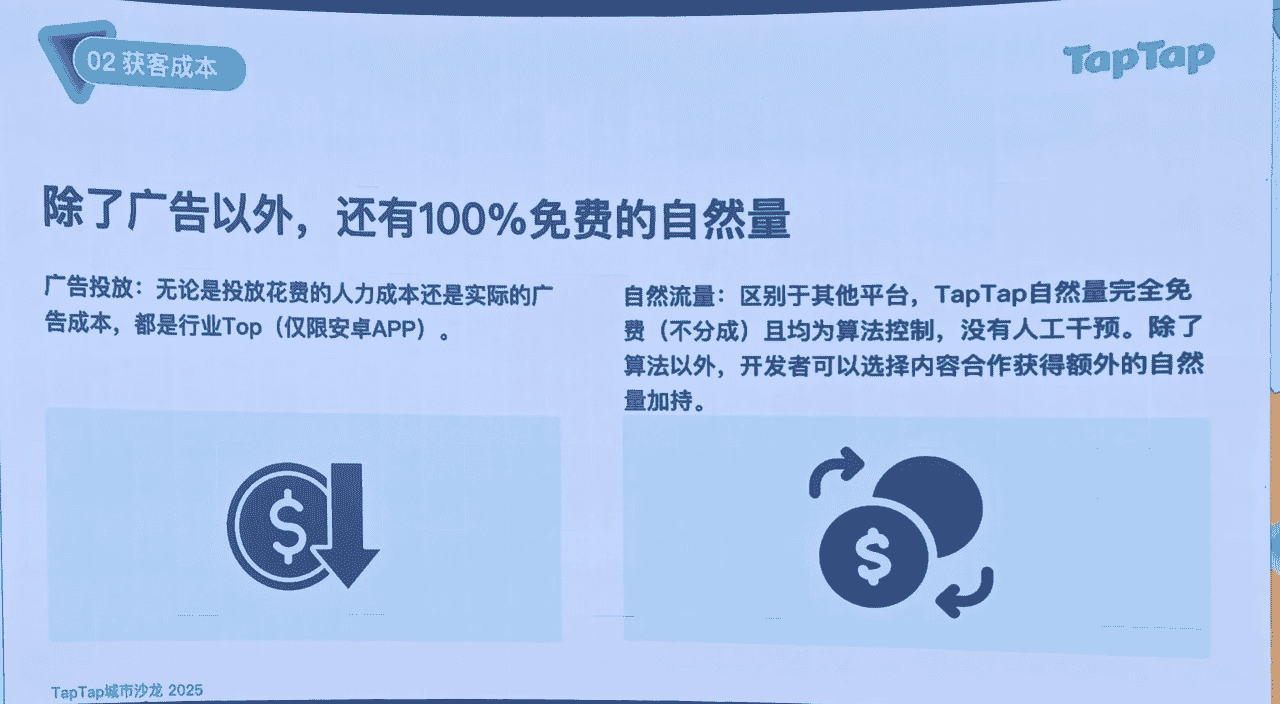 02 获客成本
TapTap
除了广告以外，还有100%免费的自然量
广告投放：无论是投放花费的人力成本还是实际的广
告成本，都是行业Top（仅限安卓APP）。
自然流量：区别于其他平台，TapTap自然量完全免
费（不分成）且均为算法控制，没有人工干预。除了
算法以外，开发者可以选择内容合作获得额外的自然
量加持。
$
$
TapTap城市沙龙 2025